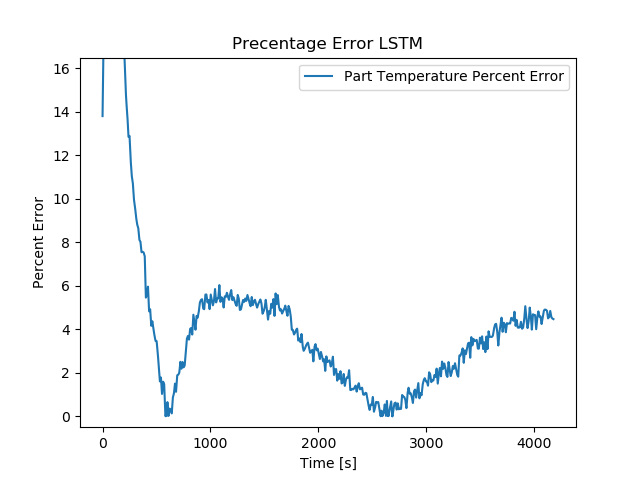 Precentage Error LSTM
Part Temperature Percent Error
16
14
12
10
8
6
4
2
0
Percent Error
0 1000 2000 3000 4000
Time [s]